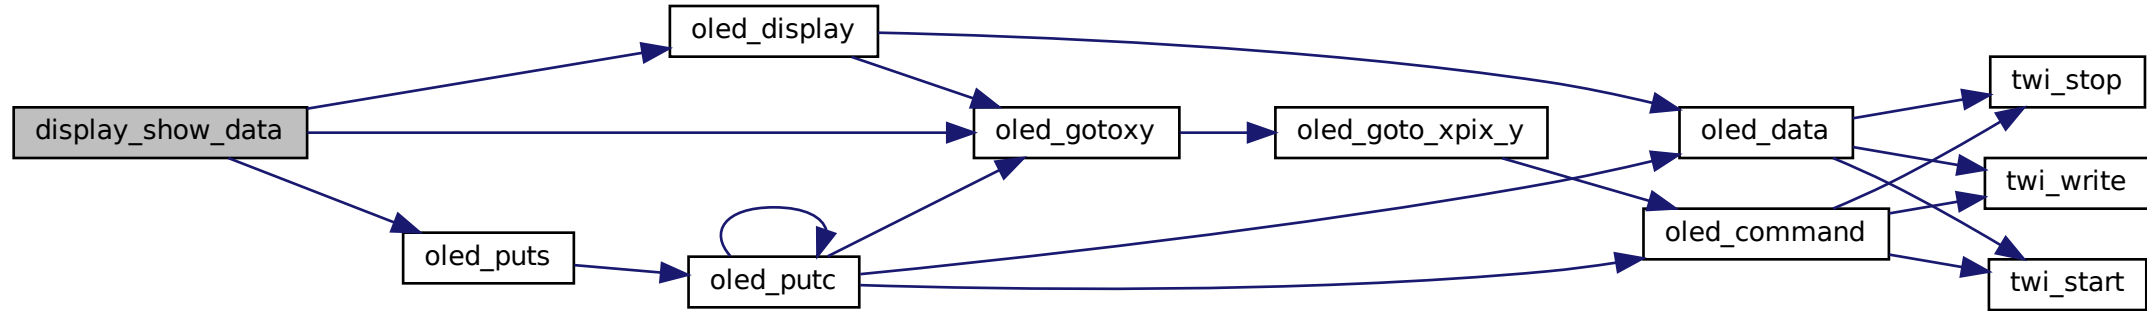 display_show_data
oled_display
oled_puts
oled_putc
oled_gotoxy
oled_goto_xpix_y
oled_data
oled_command
twi_stop
twi_write
twi_start